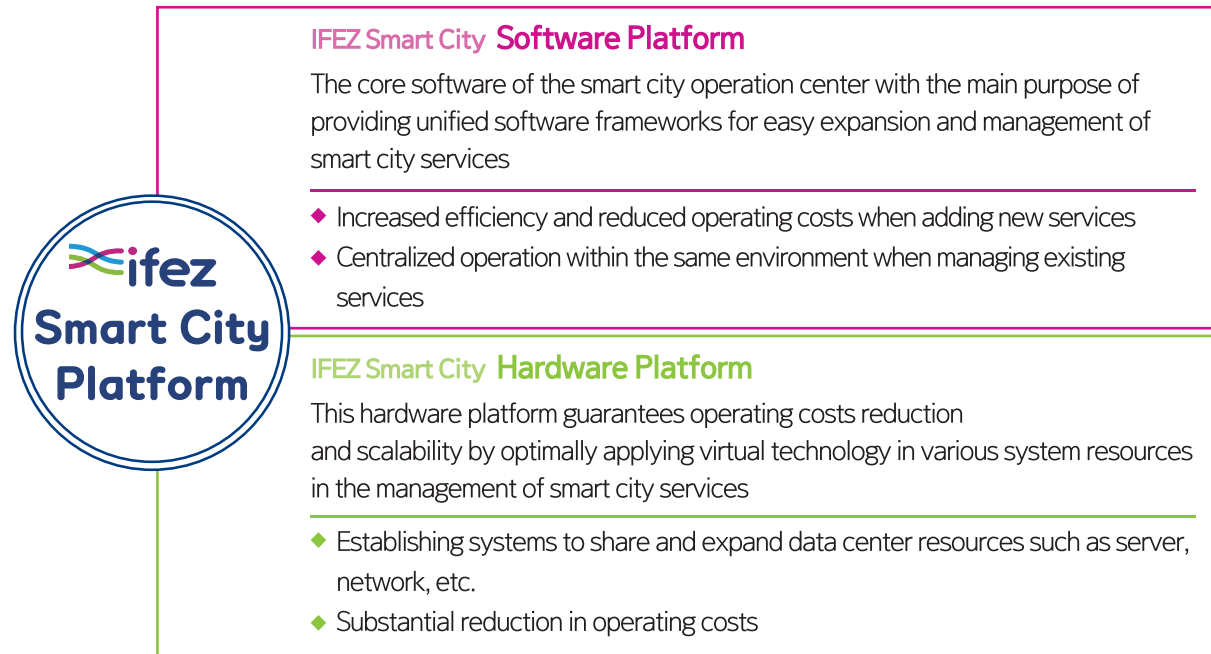 ifez
Smart City
Platform
IFEZ Smart City Software Platform
The core software of the smart city operation center with the main purpose of
providing unified software frameworks for easy expansion and management of
smart city services
Increased efficiency and reduced operating costs when adding new services
Centralized operation within the same environment when managing existing
services
IFEZ Smart City Hardware Platform
This hardware platform guarantees operating costs reduction
and scalability by optimally applying virtual technology in various system resources
in the management of smart city services
Establishing systems to share and expand data center resources such as server,
network, etc.
Substantial reduction in operating costs